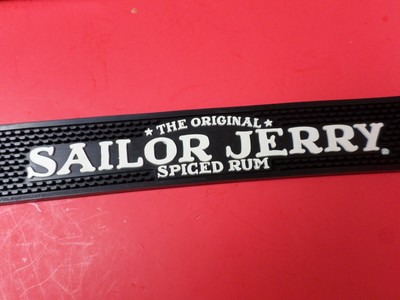 ★ THE ORIGINAL ★
SAILOR JERRY.
SPICED RUM